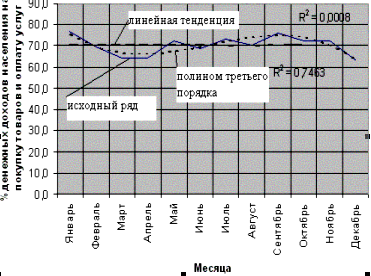 % денежных доходов населения на
покупку товаров и оплату услуг
90,0
80,0
70,0
60,0
50,0
40,0
30,0
20,0
10,0
0,0
линейная тенденция
R² = 0,0008
полином третьего
порядка
R² = 0,7463
исходный ряд
Январь
Февраль
Март
Апрель
Май
Июнь
Июль
Август
Сентябрь
Октябрь
Ноябрь
Декабрь
Месяца